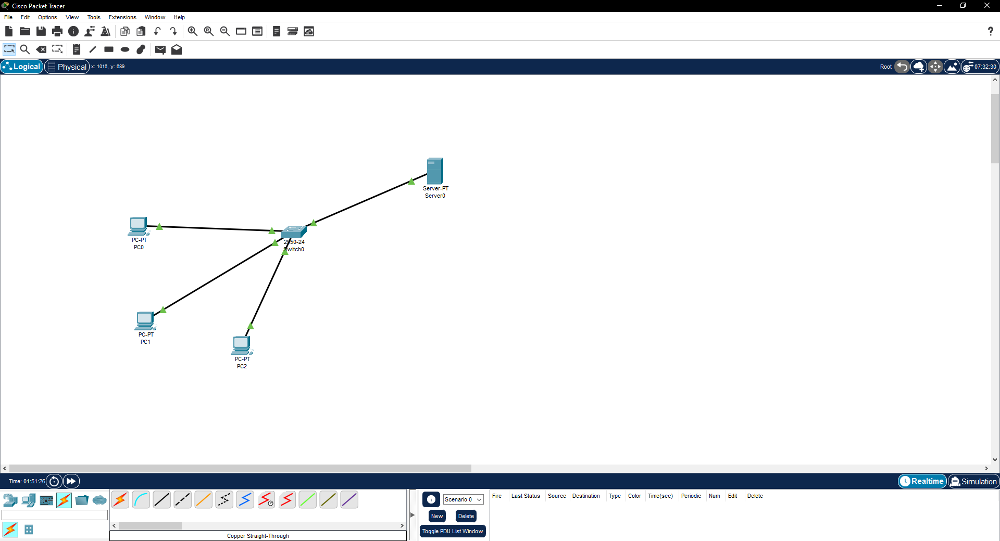 Cisco Packet Tracer
File Edit Options View Tools Extensions Window Help
?
Logical Physical x: 1016, y: 689 Root 07:32:30
Server-PT
Server0
PC-PT
PC0
2950-24
Switch0
PC-PT
PC1
PC-PT
PC2
Time: 01:51:26 Realtime Simulation
Scenario 0
New Delete
Toggle PDU List Window
Fire Last Status Source Destination Type Color Time(sec) Periodic Num Edit Delete
Copper Straight-Through